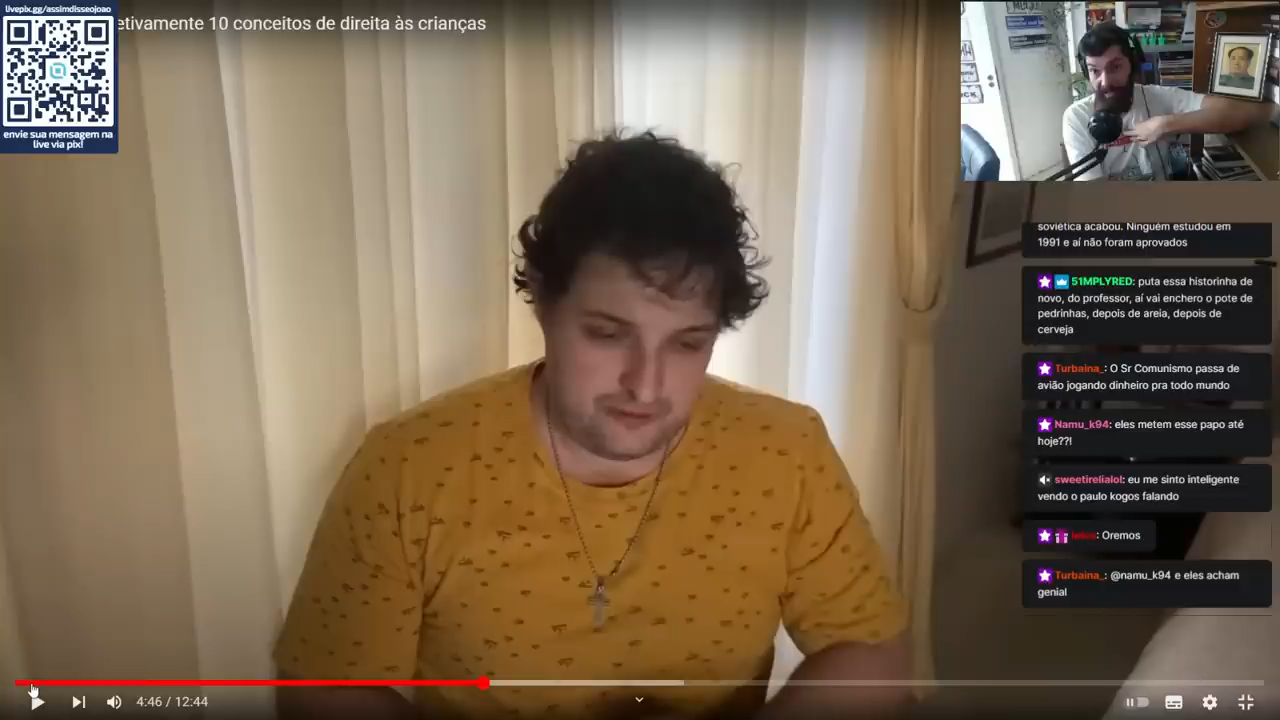 livepix.gg/assimdissejoao
etivamente 10 conceitos de direita às crianças
envie sua mensagem na
live via pix!
soviética acabou. Ninguém estudou em
1991 e aí não foram aprovados
51MPLYRED: puta essa historinha de
novo, do professor, aí vai enchero o pote de
pedrinhas, depois de areia, depois de
cerveja
Turbaina_: O Sr Comunismo passa de
avião jogando dinheiro pra todo mundo
Namu_k94: eles metem esse papo até
hoje??!
sweetirelialol: eu me sinto inteligente
vendo o paulo kogos falando
: Oremos
Turbaina_: @namu_k94 e eles acham
genial
4:46 / 12:44